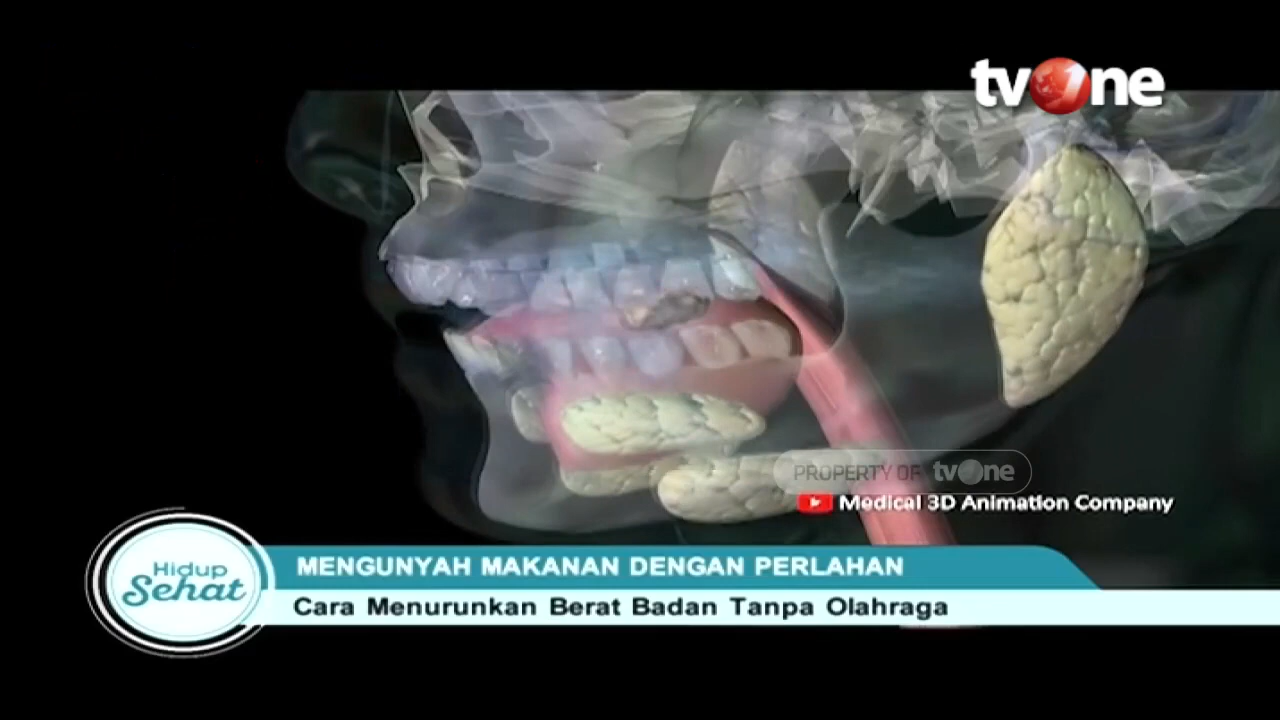 tvOne
PROPERTY OF tvOne
Medical 3D Animation Company
Hidup
Sehat
MENGUNYAH MAKANAN DENGAN PERLAHAN
Cara Menurunkan Berat Badan Tanpa Olahraga